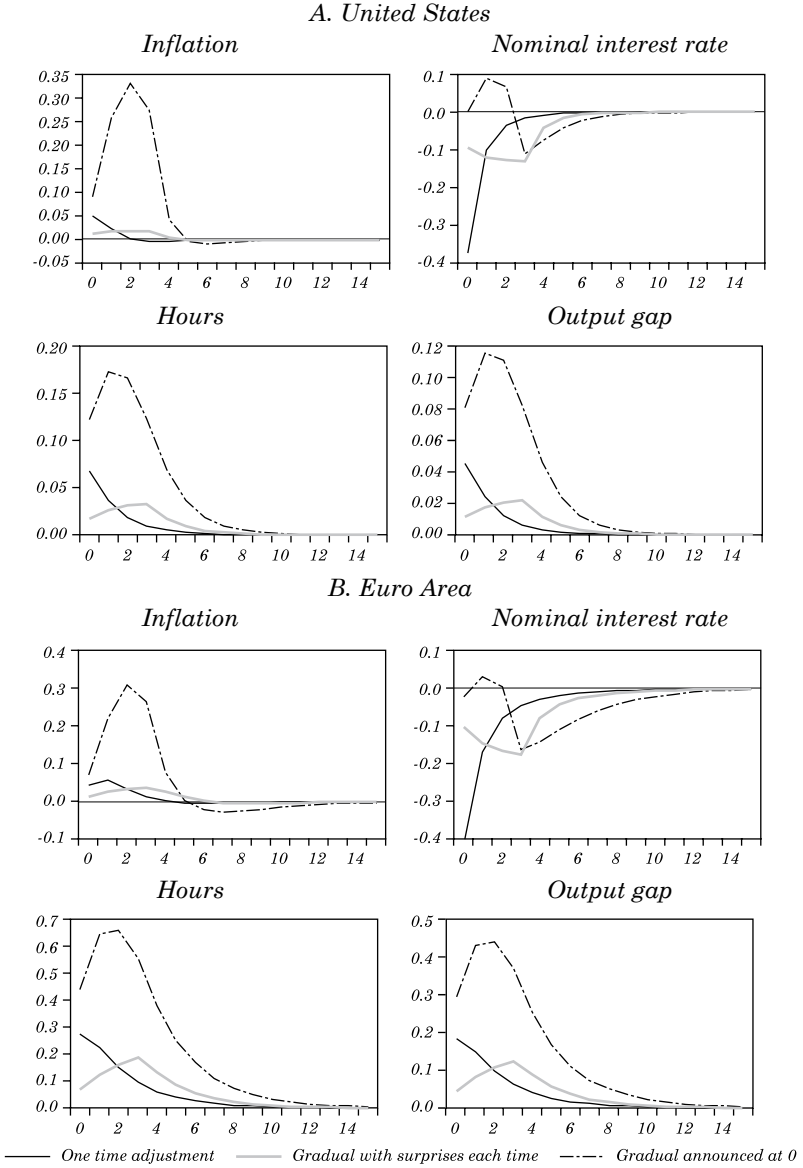 A. United States
Inflation
Nominal interest rate
0.35
0.30
0.25
0.20
0.15
0.10
0.05
0.00
-0.05
0 2 4 6 8 10 12 14
0.1
0.0
-0.1
-0.2
-0.3
-0.4
0 2 4 6 8 10 12 14
Hours
Output gap
0.20
0.15
0.10
0.05
0.00
0 2 4 6 8 10 12 14
0.12
0.10
0.08
0.06
0.04
0.02
0.00
0 2 4 6 8 10 12 14
B. Euro Area
Inflation
Nominal interest rate
0.4
0.3
0.2
0.1
0.0
-0.1
0 2 4 6 8 10 12 14
0.1
0.0
-0.1
-0.2
-0.3
-0.4
0 2 4 6 8 10 12 14
Hours
Output gap
0.7
0.6
0.5
0.4
0.3
0.2
0.1
0.0
0 2 4 6 8 10 12 14
0.5
0.4
0.3
0.2
0.1
0.0
0 2 4 6 8 10 12 14
One time adjustment Gradual with surprises each time Gradual announced at 0